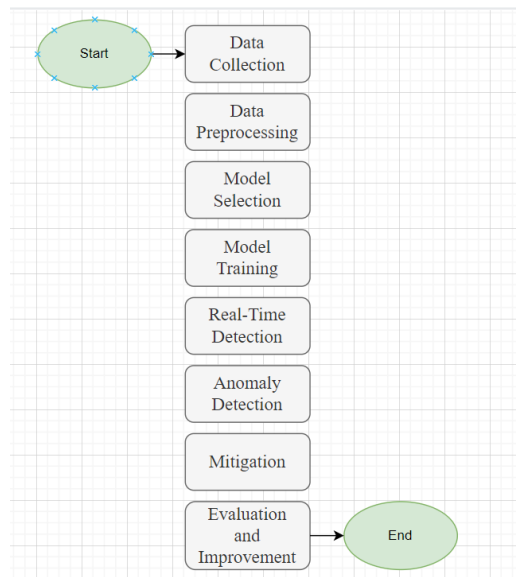 Start
Data
Collection
Data
Preprocessing
Model
Selection
Model
Training
Real-Time
Detection
Anomaly
Detection
Mitigation
Evaluation
and
Improvement
End